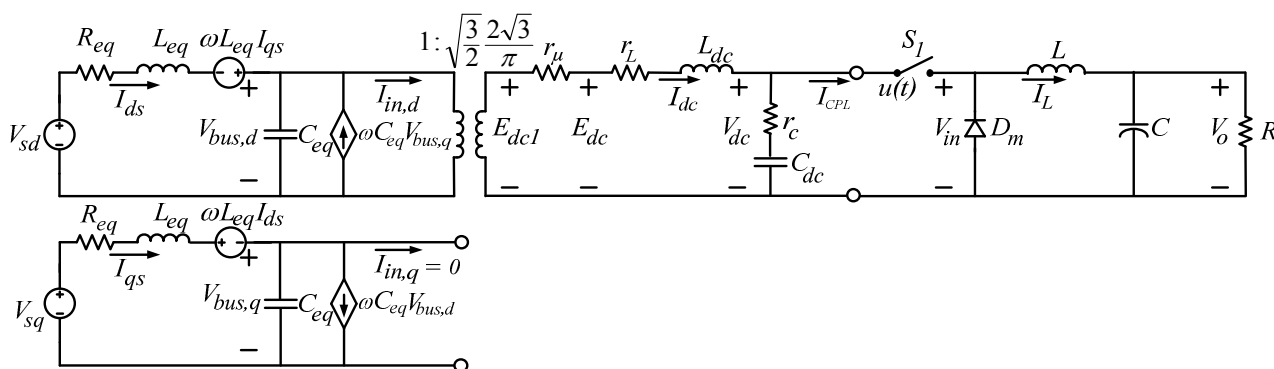 R_eq L_eq ωL_eq I_qs
I_ds
V_sd
V_bus,d
C_eq
ωC_eq V_bus,q
I_in,d
1:√(3/2) 2√3/π
E_dc1
r_μ
E_dc
r_L
L_dc
I_dc
V_dc
r_c
C_dc
I_CPL
S_1
u(t)
V_in
D_m
L
I_L
C
V_o
R
R_eq L_eq ωL_eq I_ds
I_qs
V_sq
V_bus,q
C_eq
ωC_eq V_bus,d
I_in,q = 0